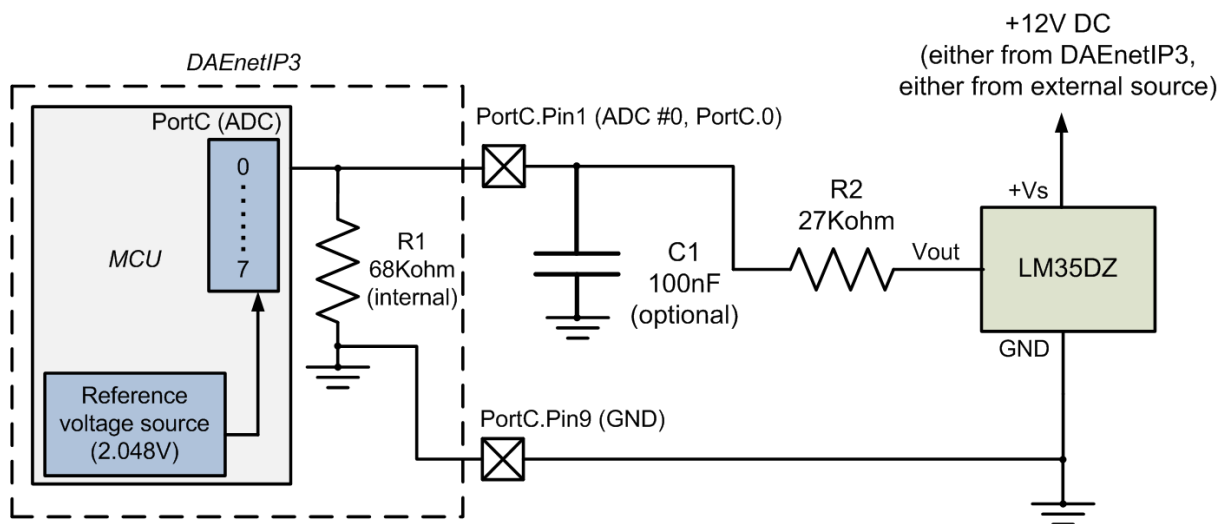 +12V DC
(either from DAEnetIP3,
either from external source)
DAEnetIP3
PortC (ADC)
0
7
MCU
Reference
voltage source
(2.048V)
R1
68Kohm
(internal)
PortC.Pin1 (ADC #0, PortC.0)
C1
100nF
(optional)
R2
27Kohm
Vout
+Vs
LM35DZ
GND
PortC.Pin9 (GND)